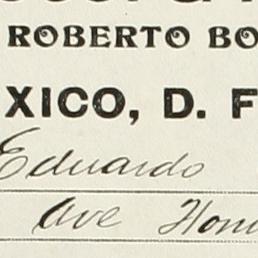 ROBERTO BO
XICO, D. F
Eduardo
Ave Hom